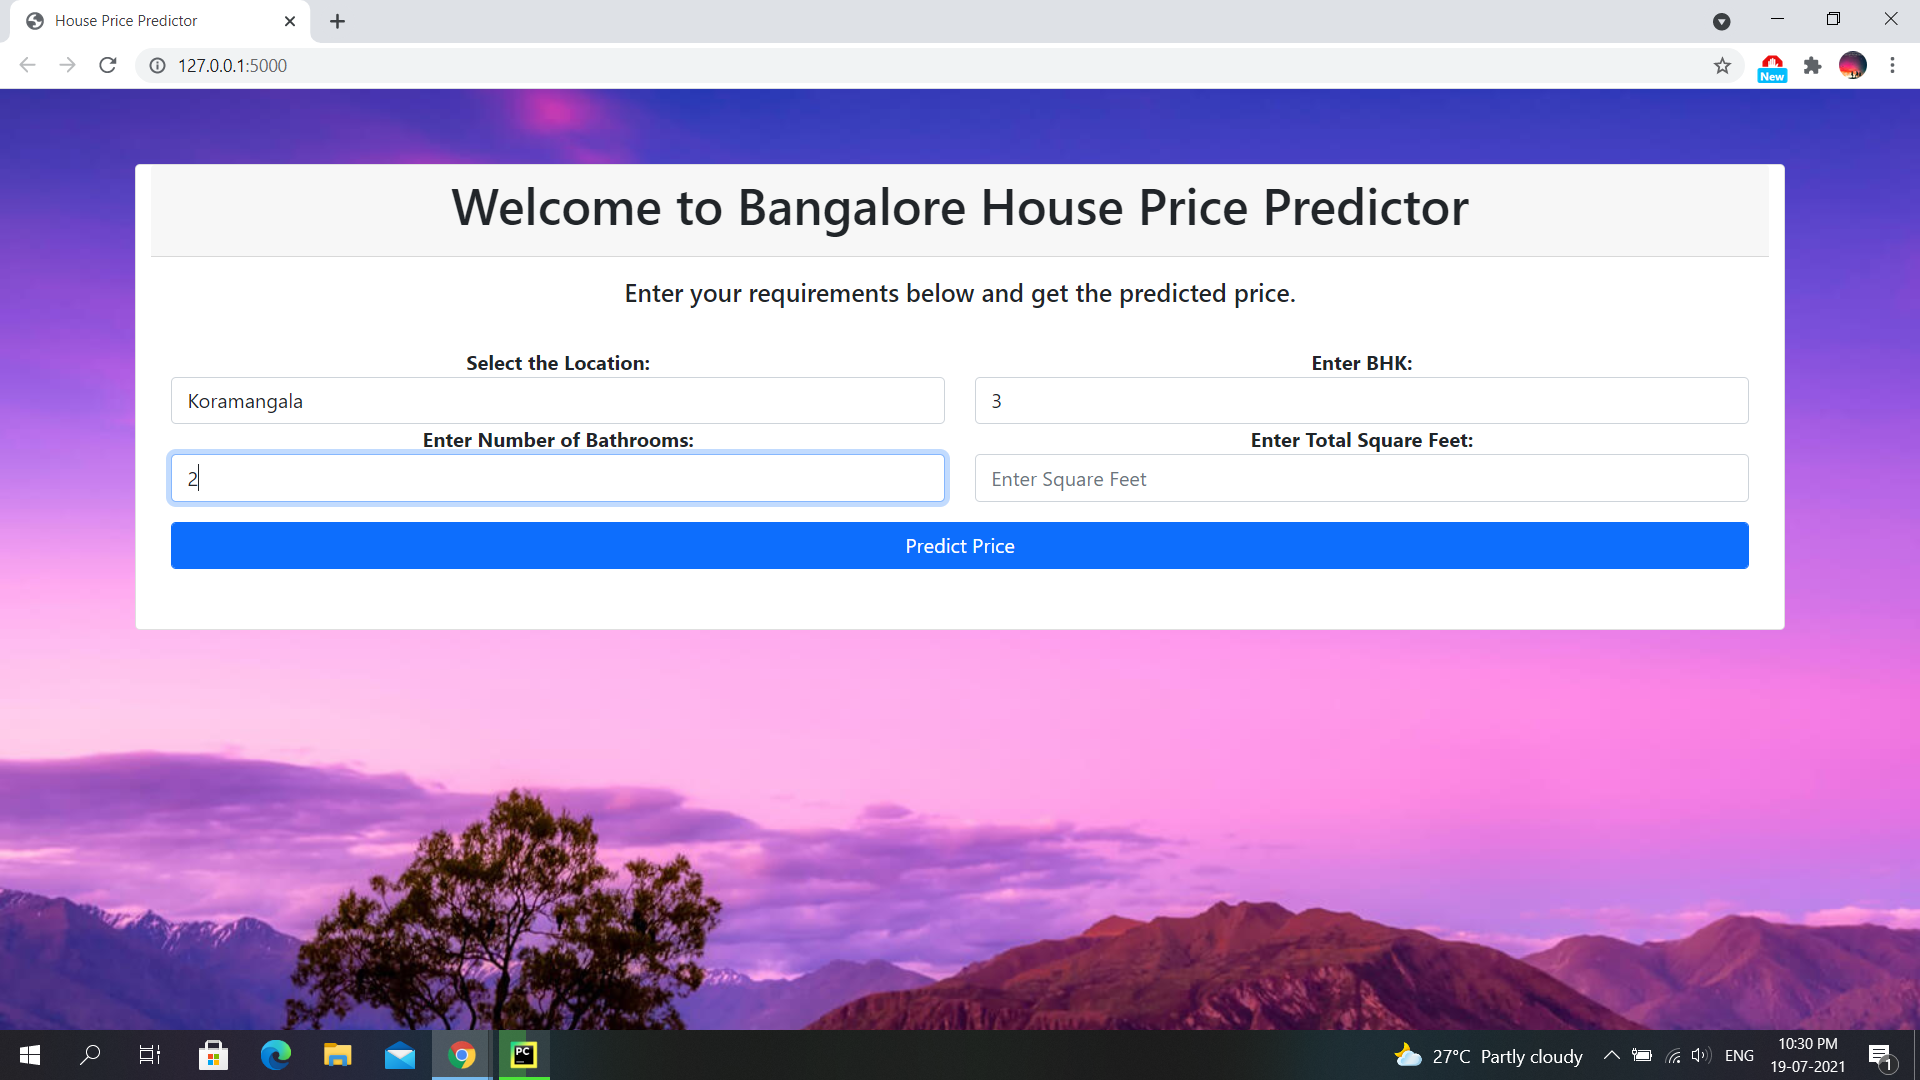 House Price Predictor
127.0.0.1:5000
New
Welcome to Bangalore House Price Predictor
Enter your requirements below and get the predicted price.
Select the Location:
Enter BHK:
Koramangala
3
Enter Number of Bathrooms:
Enter Total Square Feet:
2
Enter Square Feet
Predict Price
PC
27°C Partly cloudy
ENG
10:30 PM
19-07-2021
1